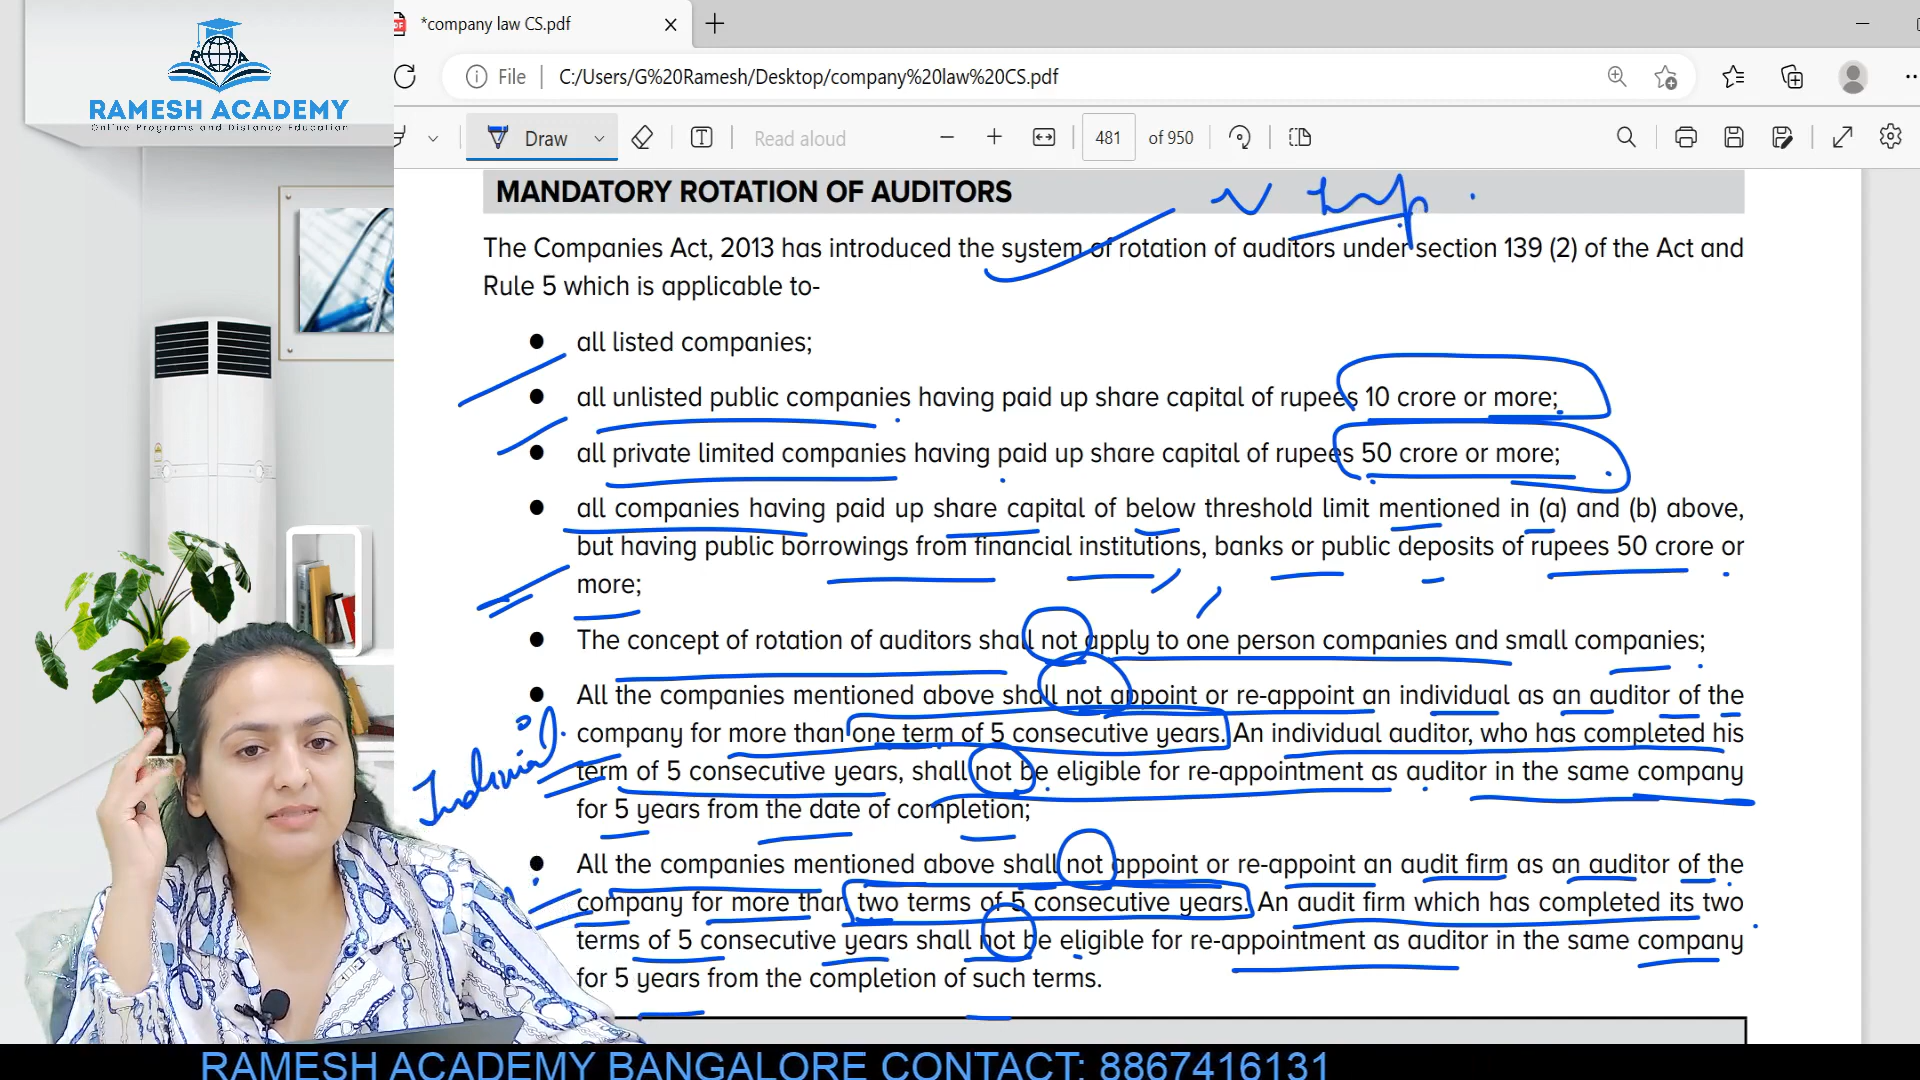 *company law CS.pdf
File
C:/Users/G%20Ramesh/Desktop/company%20law%20CS.pdf
RA
RAMESH ACADEMY
Online Programs and Distance Education
Draw
Read aloud
481
of 950
MANDATORY ROTATION OF AUDITORS
V Imp.
The Companies Act, 2013 has introduced the system of rotation of auditors under section 139 (2) of the Act and
Rule 5 which is applicable to-
● all listed companies;
● all unlisted public companies having paid up share capital of rupees 10 crore or more;
● all private limited companies having paid up share capital of rupees 50 crore or more;
● all companies having paid up share capital of below threshold limit mentioned in (a) and (b) above,
but having public borrowings from financial institutions, banks or public deposits of rupees 50 crore or
more;
● The concept of rotation of auditors shall not apply to one person companies and small companies;
● All the companies mentioned above shall not appoint or re-appoint an individual as an auditor of the
company for more than one term of 5 consecutive years. An individual auditor, who has completed his
term of 5 consecutive years, shall not be eligible for re-appointment as auditor in the same company
for 5 years from the date of completion;
● All the companies mentioned above shall not appoint or re-appoint an audit firm as an auditor of the
company for more than two terms of 5 consecutive years. An audit firm which has completed its two
terms of 5 consecutive years shall not be eligible for re-appointment as auditor in the same company
for 5 years from the completion of such terms.
RAMESH ACADEMY BANGALORE CONTACT: 8867416131